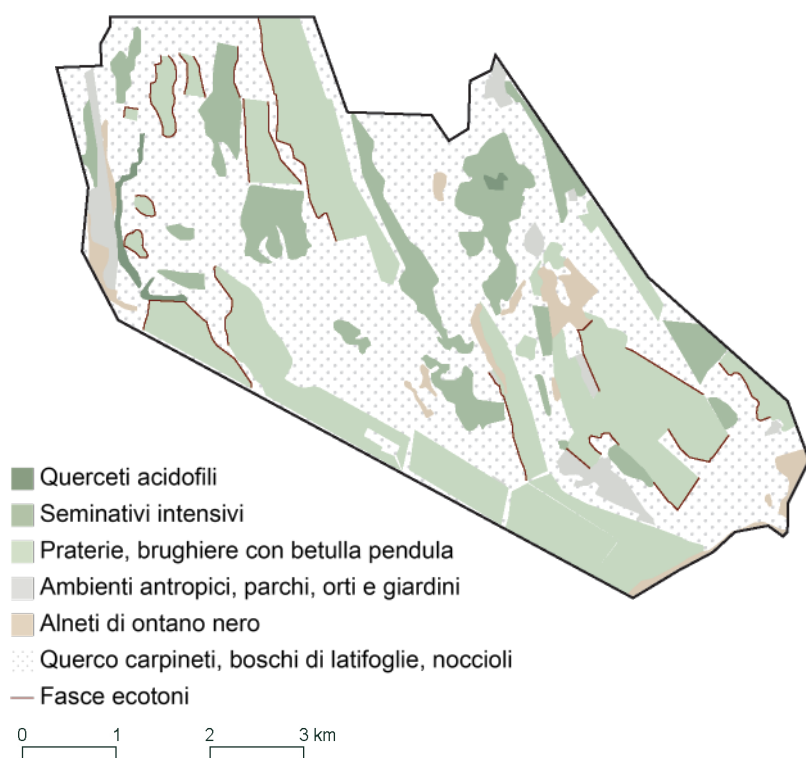 Querceti acidofili
Seminativi intensivi
Praterie, brughiere con betulla pendula
Ambienti antropici, parchi, orti e giardini
Alneti di ontano nero
Querco carpineti, boschi di latifoglie, noccioli
Fasce ecotoni
0 1 2 3 km